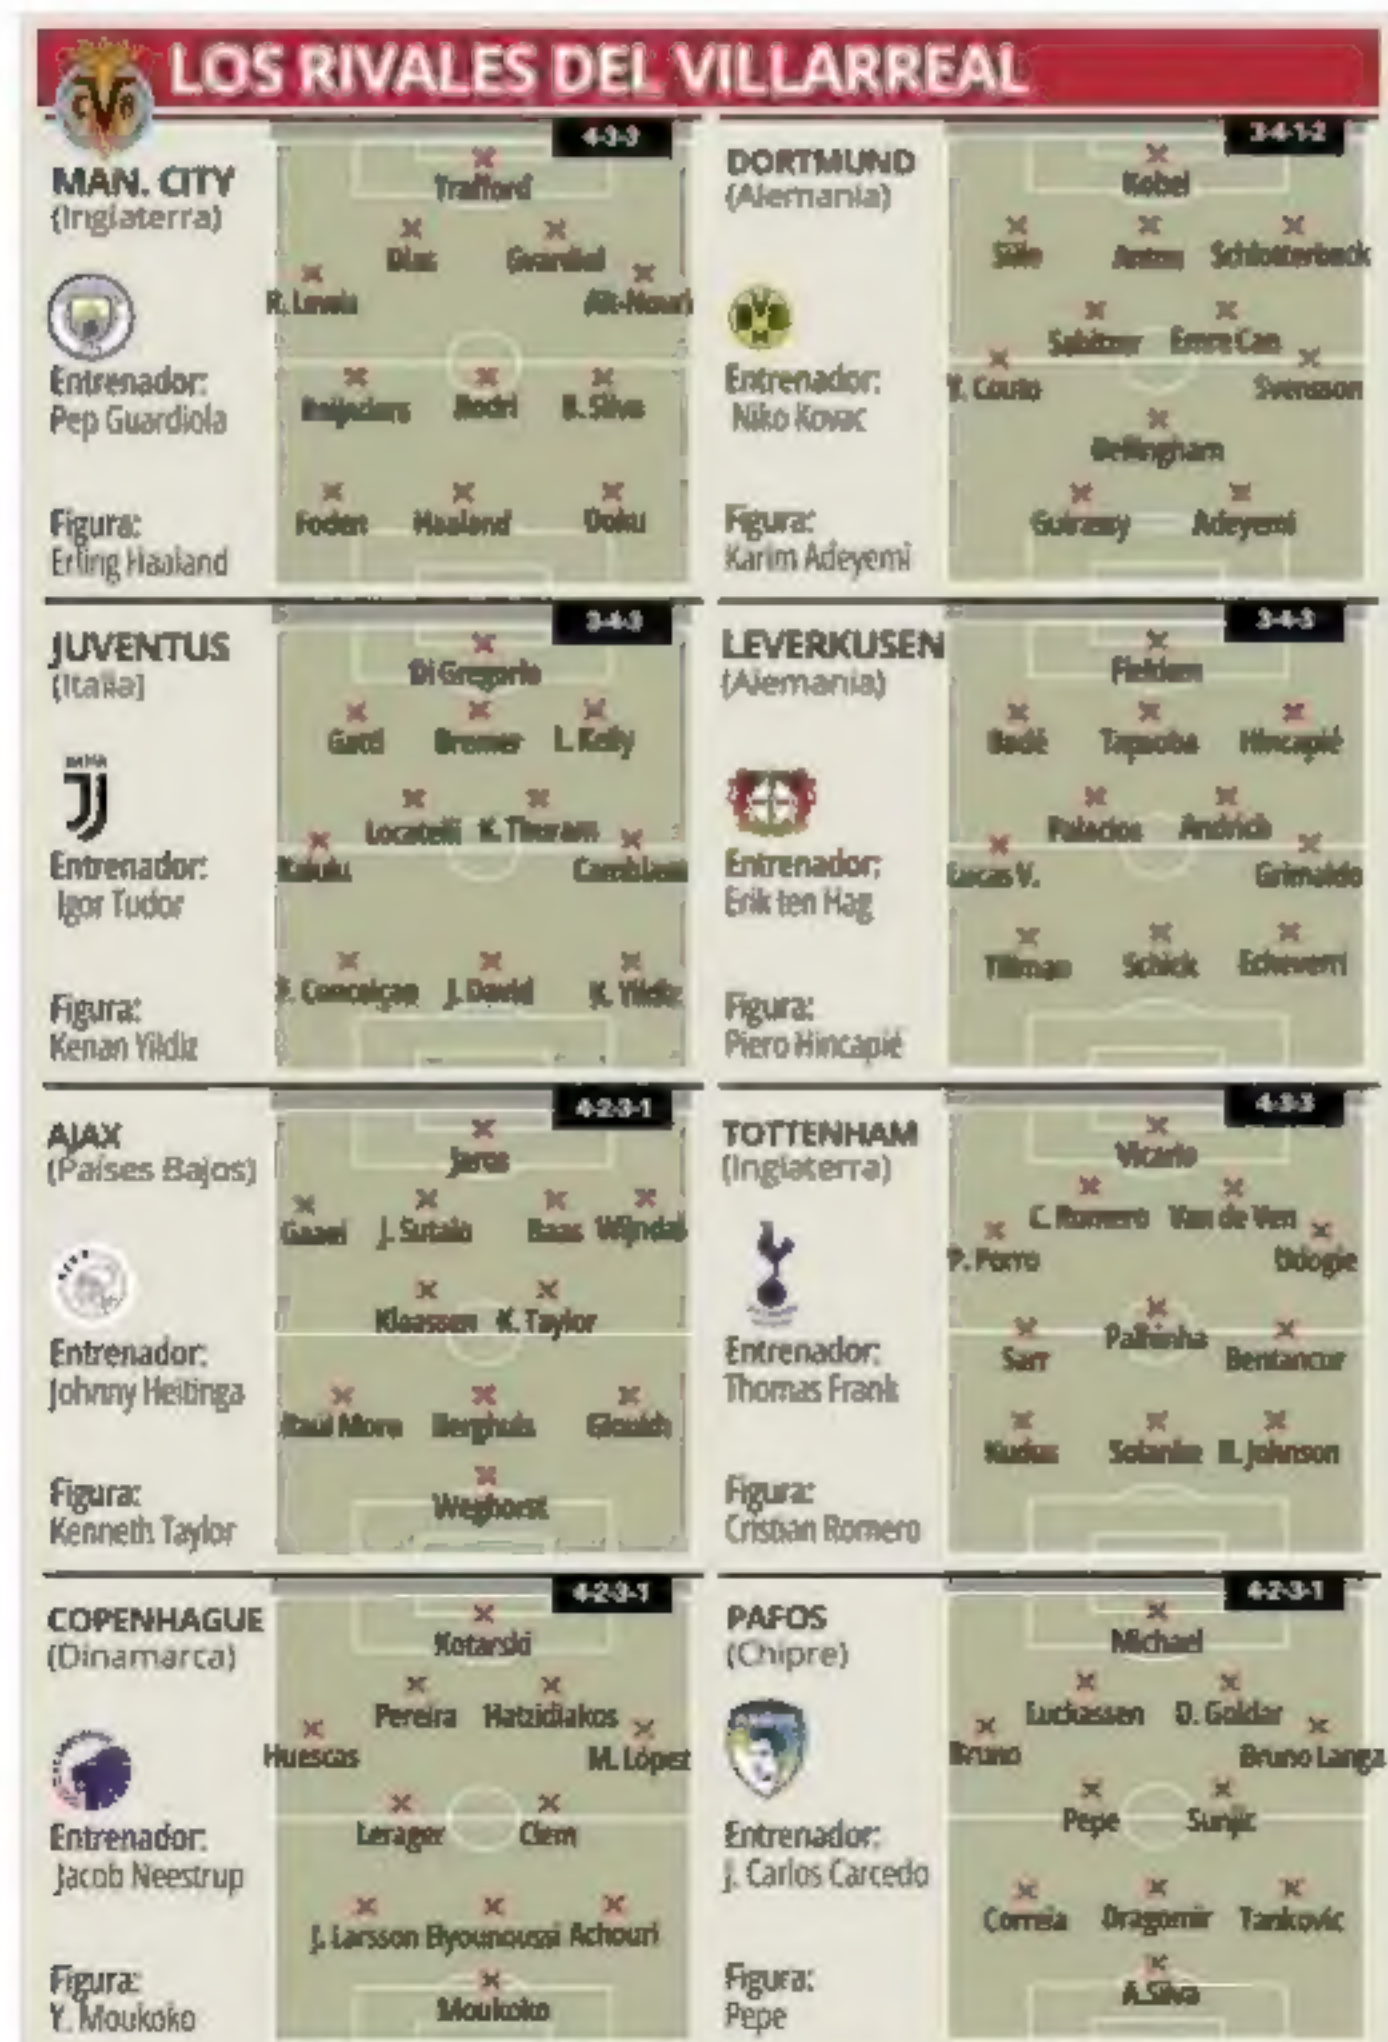 LOS RIVALES DEL VILLARREAL
MAN. CITY
(Inglaterra)
Entrenador:
Pep Guardiola
Figura:
Erling Haaland
4-3-3
Trafford
Dias Gvardiol
R. Lewis Aït-Nouri
Reijnders Rodri B. Silva
Foden Haaland Doku
DORTMUND
(Alemania)
Entrenador:
Niko Kovac
Figura:
Karim Adeyemi
3-4-1-2
Kobel
Süle Anton Schlotterbeck
Sabitzer Emre Can
Y. Couto Svensson
Bellingham
Guirassy Adeyemi
JUVENTUS
(Italia)
Entrenador:
Igor Tudor
Figura:
Kenan Yildiz
3-4-3
Di Gregorio
Gatti Bremer L. Kelly
Locatelli K. Thuram
Kalulu Cambiaso
F. Conceiçao J. David K. Yildiz
LEVERKUSEN
(Alemania)
Entrenador:
Erik ten Hag
Figura:
Piero Hincapié
3-4-3
Flekken
Badé Tapsoba Hincapié
Palacios Andrich
Lucas V. Grimaldo
Tillman Schick Echeverri
AJAX
(Países Bajos)
Entrenador:
Johnny Heitinga
Figura:
Kenneth Taylor
4-2-3-1
Jaros
Gaaei J. Sutalo Baas Wijndal
Klaassen K. Taylor
Raúl Moro Berghuis Gloukh
Weghorst
TOTTENHAM
(Inglaterra)
Entrenador:
Thomas Frank
Figura:
Cristian Romero
4-3-3
Vicario
C. Romero Van de Ven
P. Porro Udogie
Sarr Palhinha Bentancur
Kudus Solanke B. Johnson
COPENHAGUE
(Dinamarca)
Entrenador:
Jacob Neestrup
Figura:
Y. Moukoko
4-2-3-1
Kotarski
Pereira Hatzidiakos
Huescas M. López
Lerager Clem
J. Larsson Elyounoussi Achouri
Moukoko
PAFOS
(Chipre)
Entrenador:
J. Carlos Carcedo
Figura:
Pepe
4-2-3-1
Michael
Luckassen D. Goldar
Bruno Bruno Langa
Pepe Sunjic
Correia Dragomir Tankovic
A.Silva